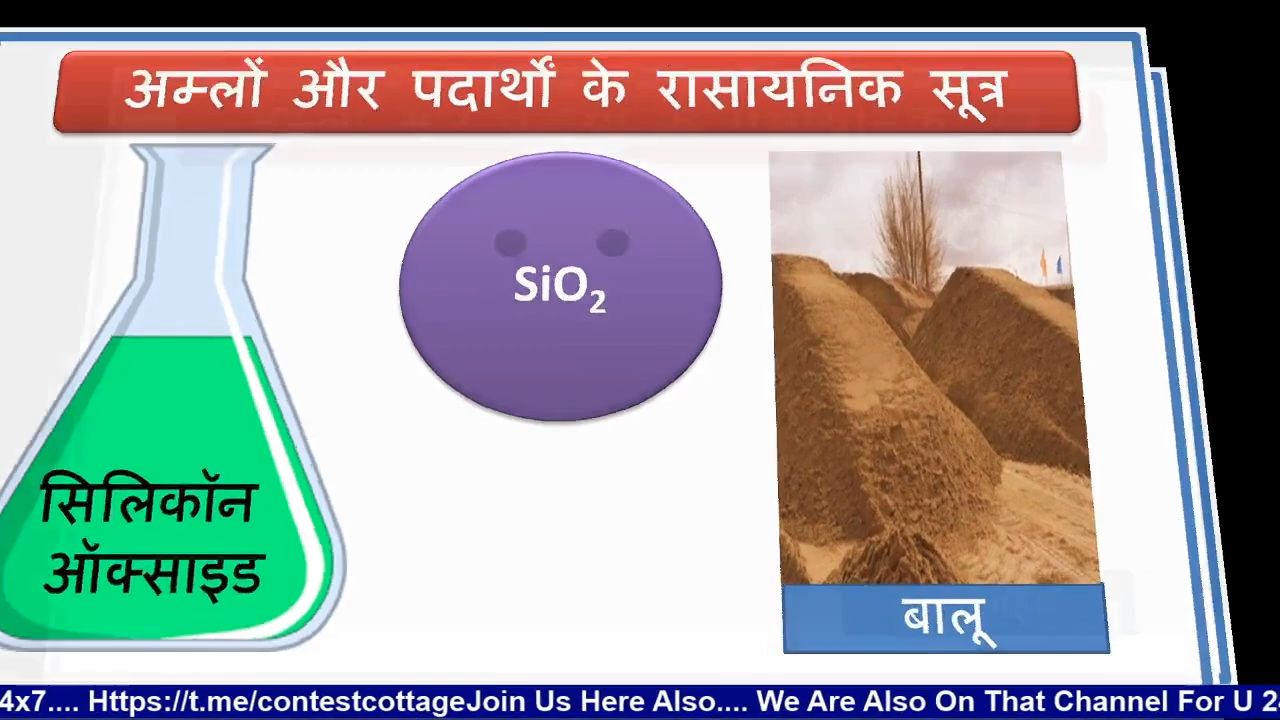 अम्लों और पदार्थों के रासायनिक सूत्र
SiO₂
सिलिकॉन
ऑक्साइड
बालू
4x7.... Https://t.me/contestcottageJoin Us Here Also.... We Are Also On That Channel For U 2